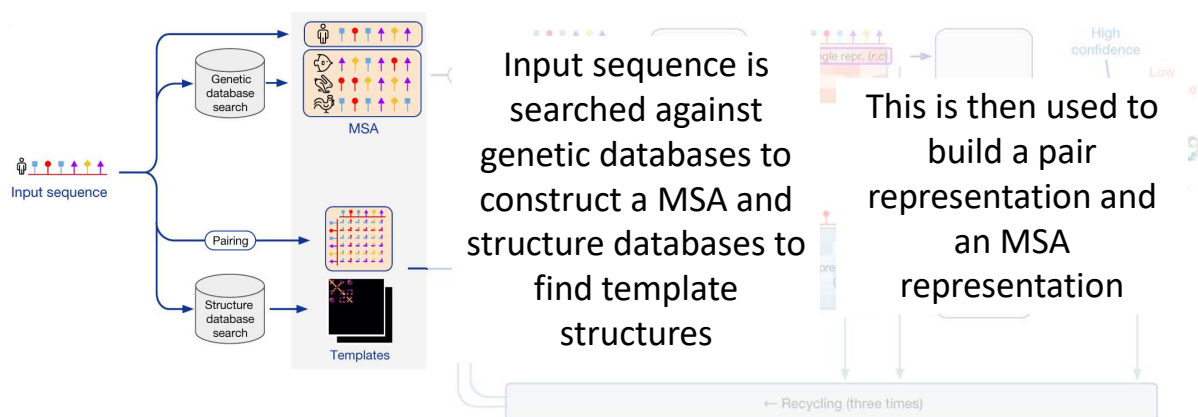 Genetic
database
search
MSA
Input sequence
Pairing
Structure
database
search
Templates
Input sequence is
searched against
genetic databases to
construct a MSA and
structure databases to
find template
structures
High
confidence
Low
This is then used to
build a pair
representation and
an MSA
representation
← Recycling (three times)